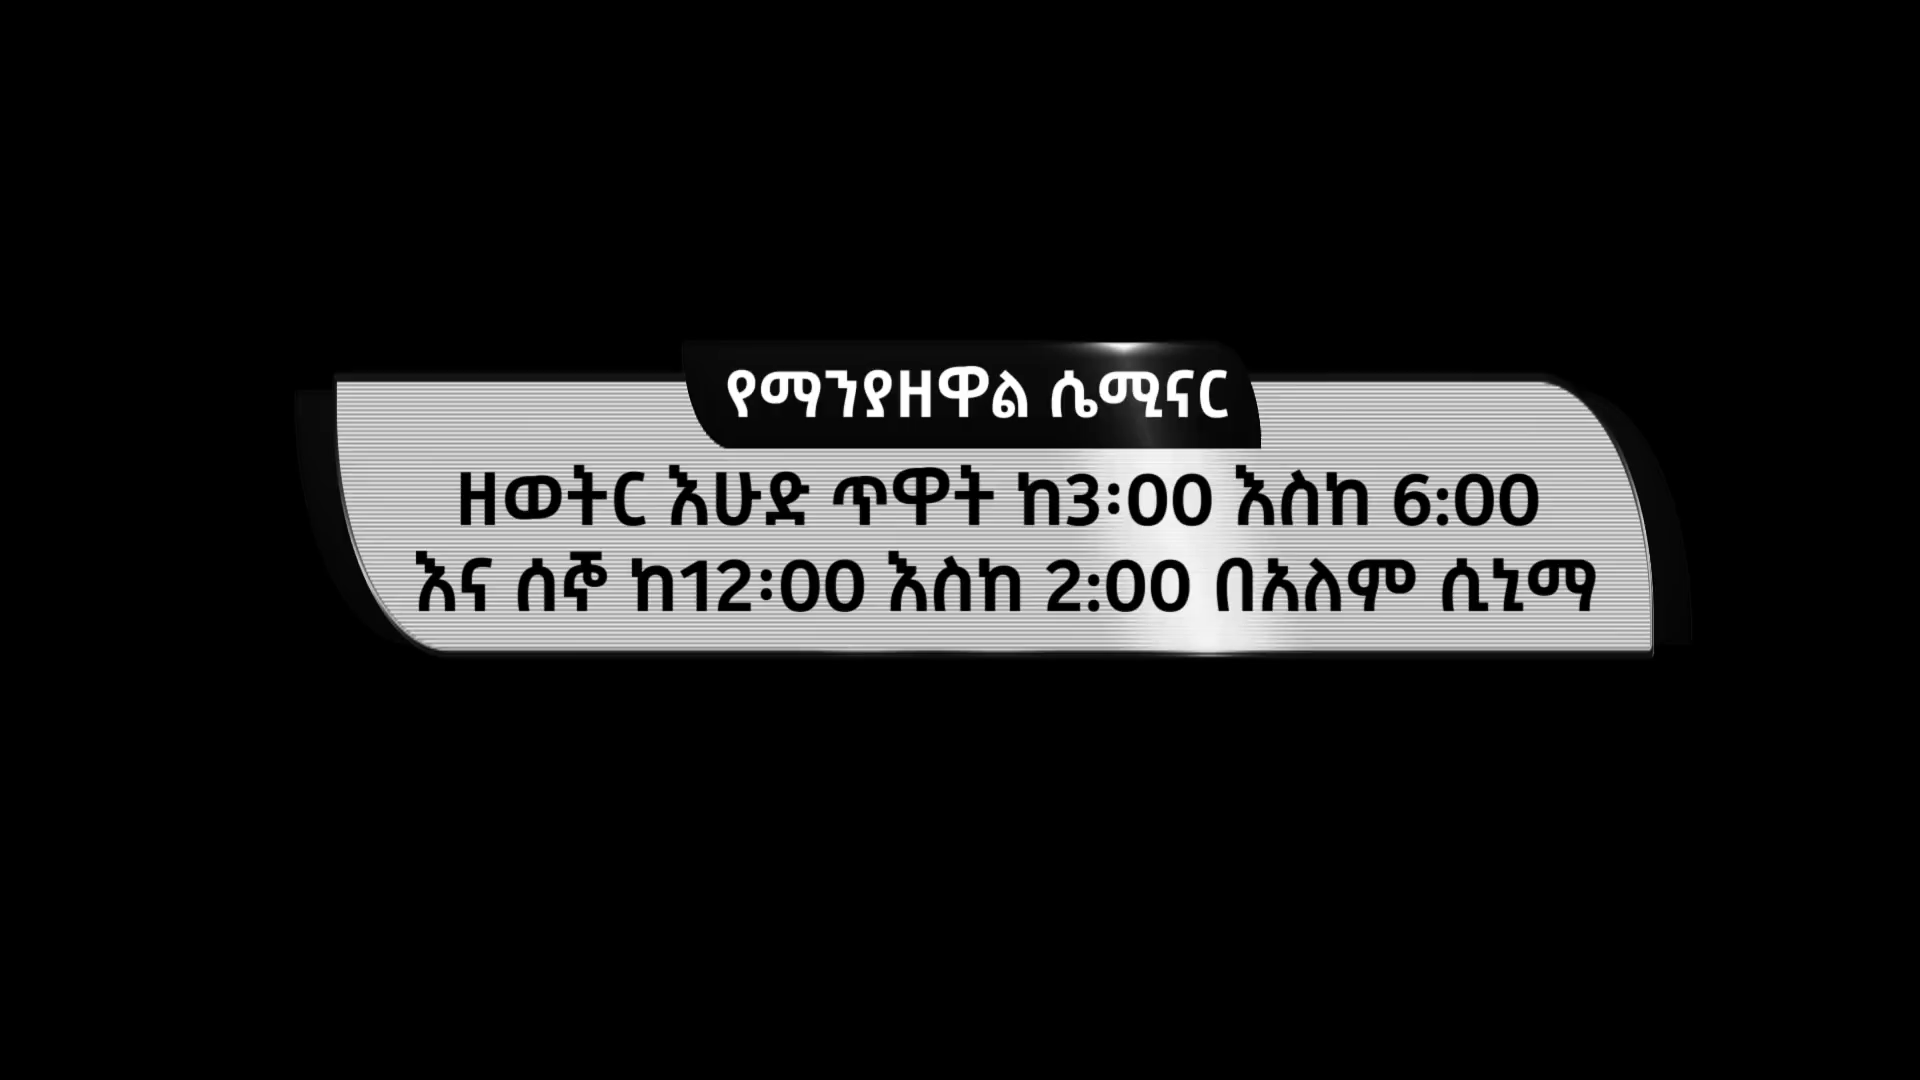 የማንያዘዋል ሴሚናር
ዘወትር እሁድ ጥዋት ከ3፡00 እስከ 6:00
እና ሰኞ ከ12፡00 እስከ 2:00 በአለም ሲኒማ